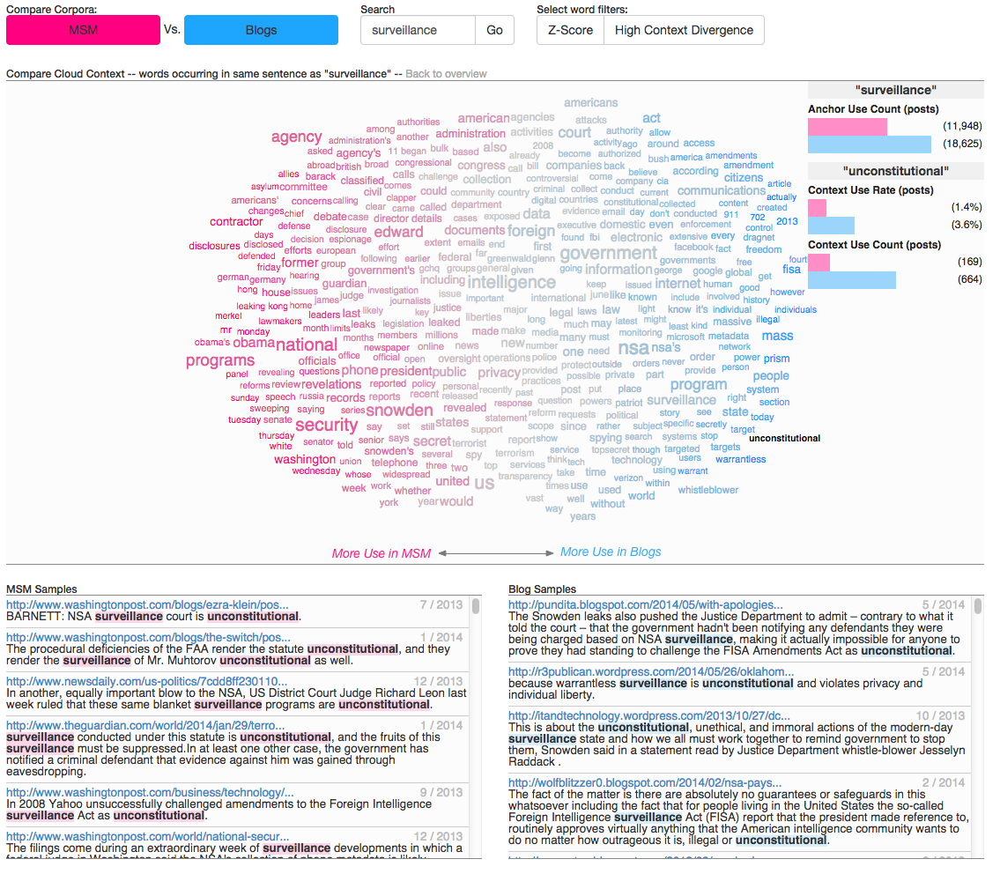 Compare Corpora:
MSM
Vs.
Blogs
Search
surveillance
Go
Select word filters:
Z-Score
High Context Divergence
Compare Cloud Context -- words occurring in same sentence as "surveillance" -- Back to overview
americans
authorities american agencies attacks act
among administration activities court authority allow
agency administration's another 2008 activity ago around access
asked agency's 11 began bulk based also already become authorized bush america amendments
abroad british broad congressional congress call bill companies back believe according amendment
allies barack classified calls challenge collection controversial come company cia citizens article
asylum committee civil comes could community country criminal collect conduct current communications actually
americans' concerns calling clear came clapper called department digital countries constitutional collected content created
changes chief debate case director details cases exposed data evidence email day don't conducted 911 702 2013
contractor defense disclosure edward documents foreign executive domestic even enforcement control
days decision espionage extent emails end first found fbi electronic extensive every dragnet
disclosures disclosed efforts european effort far government facebook fact freedom
defended former group following earlier federal greenwald glenn governments free fourt
friday government's gchq groups general given going information george google global get fisa
german germany hearing guardian including intelligence keep issued internet human good
hong house issues investigation issue important international june like known include involved however
leaking kong home james judge journalists justice major legal laws law light know it's individual history individuals
merkel leaders last likely key liberties long much may latest might massive illegal
lawmakers leaks legislation leaked made make media many must monitoring least kind metadata mass
mr monday month limits months members millions new number one need nsa nsa's microsoft network
obama's obama national newspaper online news
programs officials office official open oversight operations police protect outside orders never order power prism
panel revealing questions phone president public privacy provided possible private part provide person people
reforms review revelations reported policy personal recently practices post put place program system
sunday speech russia records reports recent released past question powers patriot surveillance right section
sweeping saying series snowden revealed response reform requests political story see state today
tuesday senate security say set still states statement scope since rather subject specific secretly target
thursday senator told senior says secret support report show spying search systems stop unconstitutional
white snowden's several spy terrorist terrorism service topsecret though targeted targets
washington union telephone three two top services think tech technology users warrantless
wednesday whose widespread united us transparency take time verizon using warrant
week work whether times use used within whistleblower
york year would vast well without world
way
years
More Use in MSM
More Use in Blogs
"surveillance"
Anchor Use Count (posts)
(11,948)
(18,625)
"unconstitutional"
Context Use Rate (posts)
(1.4%)
(3.6%)
Context Use Count (posts)
(169)
(664)
MSM Samples
http://www.washingtonpost.com/blogs/ezra-klein/pos... 7 / 2013
BARNETT: NSA surveillance court is unconstitutional.
http://www.washingtonpost.com/blogs/the-switch/pos... 1 / 2014
The procedural deficiencies of the FAA render the statute unconstitutional, and they
render the surveillance of Mr. Muhtorov unconstitutional as well.
http://www.newsdaily.com/us-politics/7cdd8ff230110... 12 / 2013
In another, equally important blow to the NSA, US District Court Judge Richard Leon last
week ruled that these same blanket surveillance programs are unconstitutional.
http://www.theguardian.com/world/2014/jan/29/terro... 1 / 2014
surveillance conducted under this statute is unconstitutional, and the fruits of this
surveillance must be suppressed.In at least one other case, the government has
notified a criminal defendant that evidence against him was gained through
eavesdropping.
http://www.washingtonpost.com/business/technology/... 9 / 2013
In 2008 Yahoo unsuccessfully challenged amendments to the Foreign Intelligence
surveillance Act as unconstitutional.
http://www.washingtonpost.com/world/national-secur... 12 / 2013
The filings come during an extraordinary week of surveillance developments in which a
Blog Samples
http://pundita.blogspot.com/2014/05/with-apologies... 5 / 2014
The Snowden leaks also pushed the Justice Department to admit – contrary to what it
told the court – that the government hadn't been notifying any defendants they were
being charged based on NSA surveillance, making it actually impossible for anyone to
prove they had standing to challenge the FISA Amendments Act as unconstitutional.
http://r3publican.wordpress.com/2014/05/26/oklahom... 5 / 2014
because warrantless surveillance is unconstitutional and violates privacy and
individual liberty.
http://itandtechnology.wordpress.com/2013/10/27/dc... 10 / 2013
This is about the unconstitutional, unethical, and immoral actions of the modern-day
surveillance state and how we all must work together to remind government to stop
them, Snowden said in a statement read by Justice Department whistle-blower Jesselyn
Raddack .
http://wolfblitzzer0.blogspot.com/2014/02/nsa-pays... 2 / 2014
The fact of the matter is there are absolutely no guarantees or safeguards in this
whatsoever including the fact that for people living in the United States the so-called
Foreign Intelligence surveillance Act (FISA) report that the president made reference to,
routinely approves virtually anything that the American intelligence community wants to
do no matter how outrageous it is, illegal or unconstitutional.